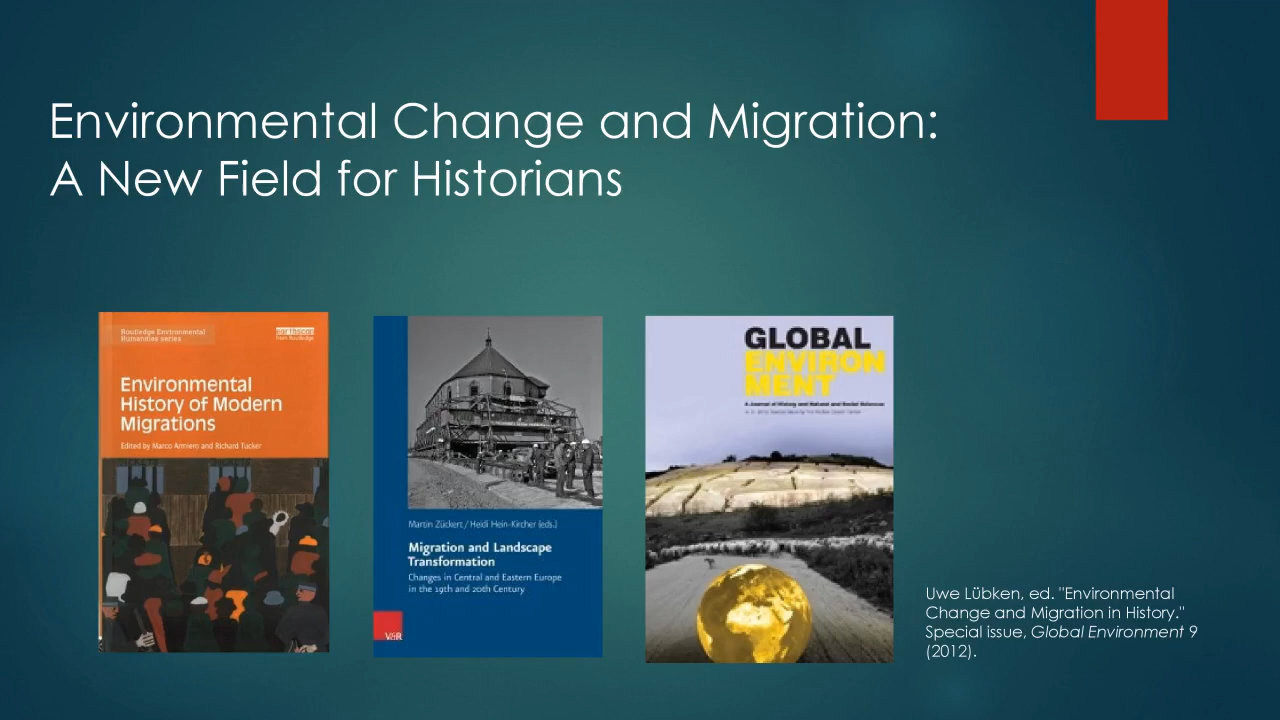 Environmental Change and Migration:
A New Field for Historians
Routledge Environmental
Humanities series
earthscan
from Routledge
Environmental
History of Modern
Migrations
Edited by Marco Armiero and Richard Tucker
Martin Zückert / Heidi Hein-Kircher (eds.)
Migration and Landscape
Transformation
Changes in Central and Eastern Europe
in the 19th and 20th Century
V&R
GLOBAL
ENVIRON
MENT
A Journal of History and Natural and Social Sciences
Uwe Lübken, ed. "Environmental
Change and Migration in History."
Special issue, Global Environment 9
(2012).